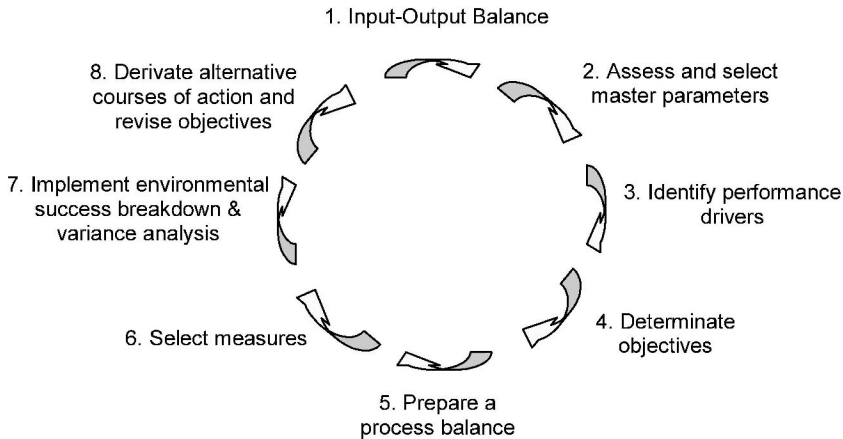 1. Input-Output Balance
2. Assess and select
master parameters
3. Identify performance
drivers
4. Determinate
objectives
5. Prepare a
process balance
6. Select measures
7. Implement environmental
success breakdown &
variance analysis
8. Derivate alternative
courses of action and
revise objectives